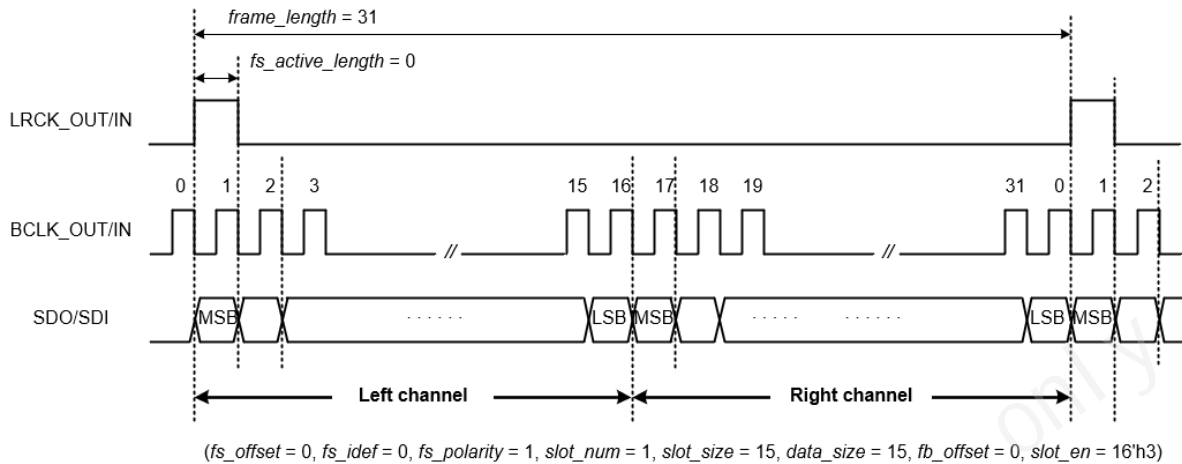 frame_length = 31
fs_active_length = 0
LRCK_OUT/IN
0 1 2 3 15 16 17 18 19 31 0 1 2
BCLK_OUT/IN
//
//
SDO/SDI
MSB ...... LSB MSB ..... ...... LSB MSB
Left channel Right channel
only
(fs_offset = 0, fs_idef = 0, fs_polarity = 1, slot_num = 1, slot_size = 15, data_size = 15, fb_offset = 0, slot_en = 16'h3)